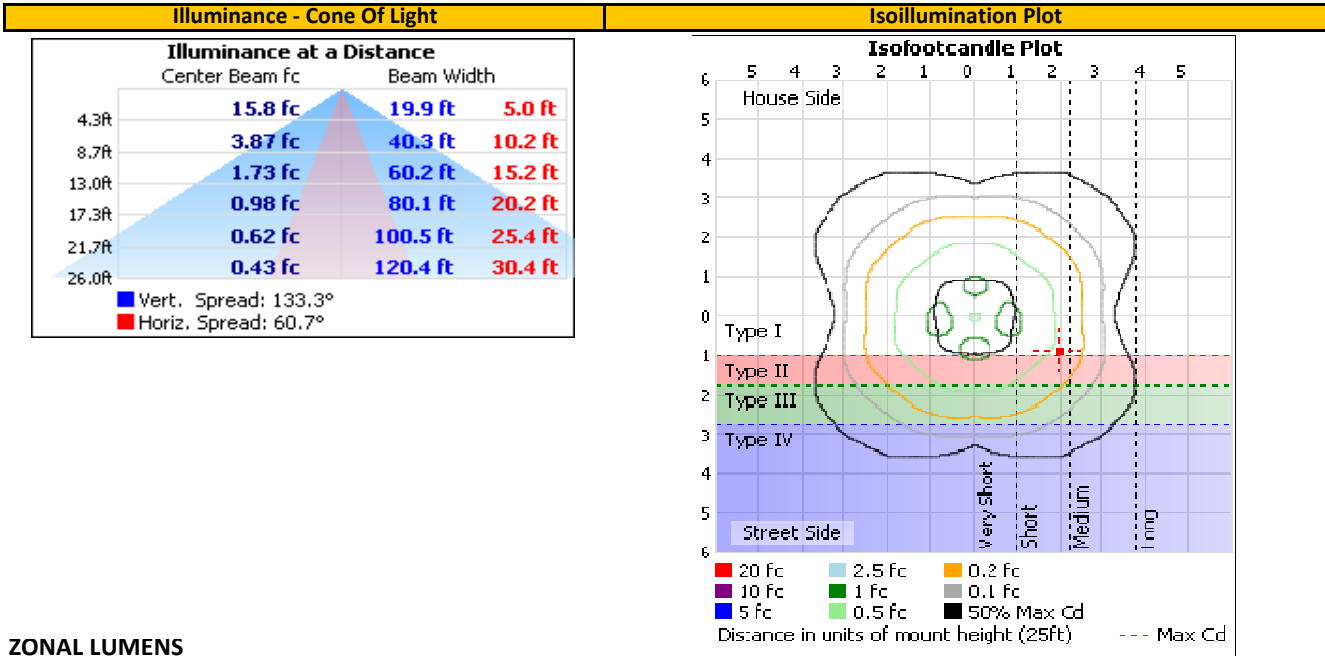 Illuminance - Cone Of Light
Isoillumination Plot
Illuminance at a Distance
Center Beam fc Beam Width
4.3ft 15.8 fc 19.9 ft 5.0 ft
8.7ft 3.87 fc 40.3 ft 10.2 ft
13.0ft 1.73 fc 60.2 ft 15.2 ft
17.3ft 0.98 fc 80.1 ft 20.2 ft
21.7ft 0.62 fc 100.5 ft 25.4 ft
26.0ft 0.43 fc 120.4 ft 30.4 ft
Vert. Spread: 133.3°
Horiz. Spread: 60.7°
Isofootcandle Plot
5 4 3 2 1 0 1 2 3 4 5
6
House Side
5
4
3
2
1
0
Type I
1
Type II
2
Type III
3
Type IV
4
5
Street Side
6
Very Short
Short
Medium
Long
20 fc 2.5 fc 0.2 fc
10 fc 1 fc 0.1 fc
5 fc 0.5 fc 50% Max Cd
Distance in units of mount height (25ft) --- Max Cd
ZONAL LUMENS